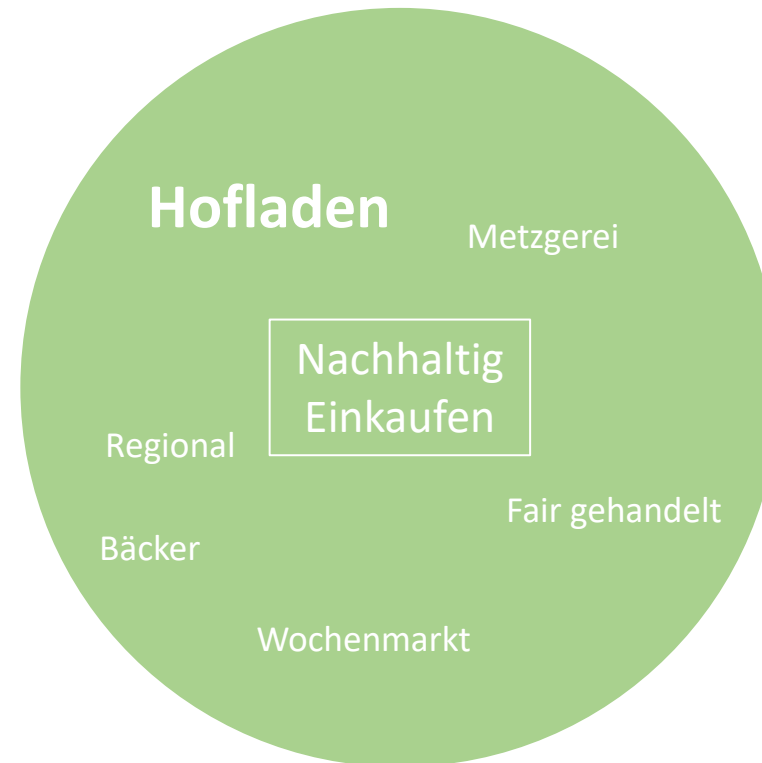 Hofladen
Metzgerei
Nachhaltig
Einkaufen
Regional
Fair gehandelt
Bäcker
Wochenmarkt